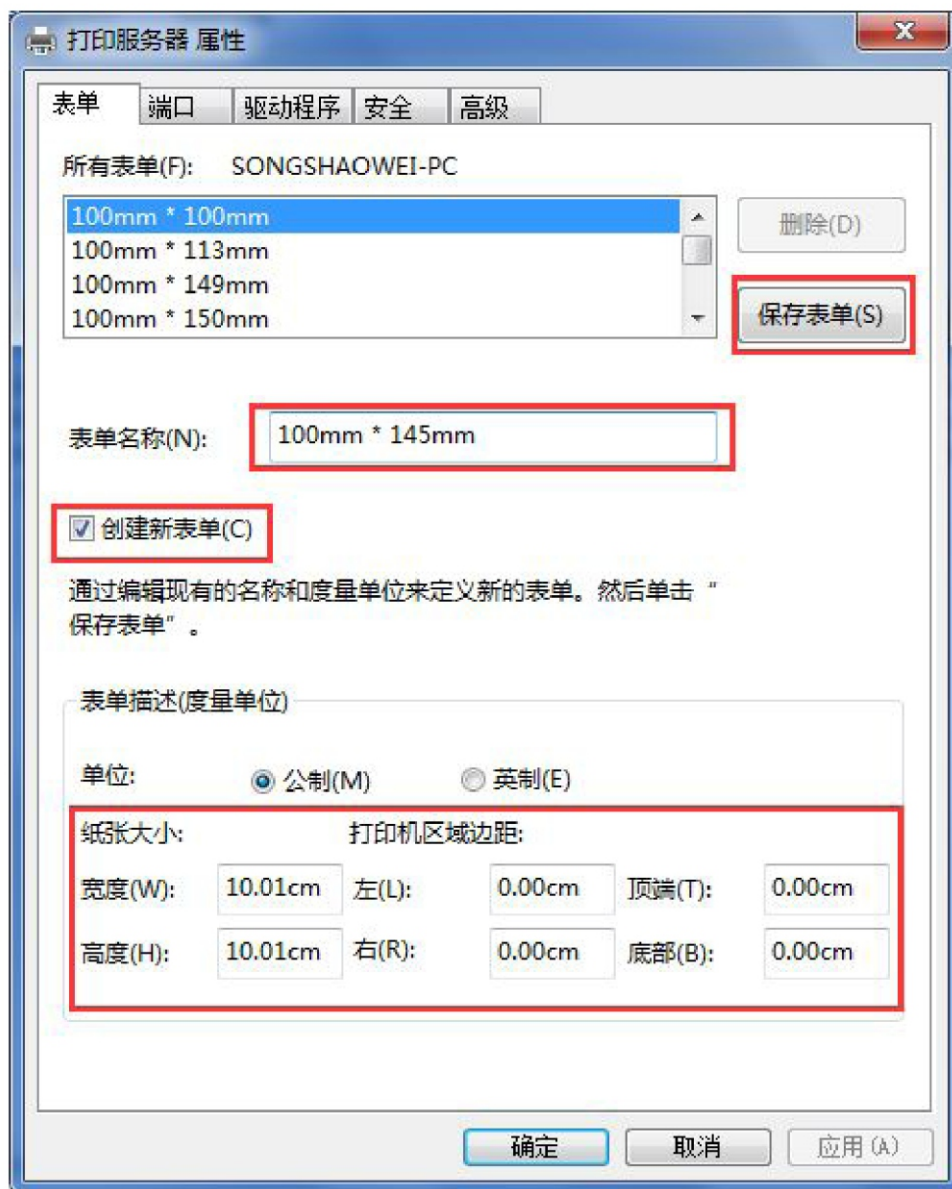 打印服务器 属性
表单 端口 驱动程序 安全 高级
所有表单(F): SONGSHAOWEI-PC
100mm * 100mm
100mm * 113mm
100mm * 149mm
100mm * 150mm
删除(D)
保存表单(S)
表单名称(N): 100mm * 145mm
创建新表单(C)
通过编辑现有的名称和度量单位来定义新的表单。然后单击“
保存表单”。
表单描述(度量单位)
单位: 公制(M) 英制(E)
纸张大小: 打印机区域边距:
宽度(W): 10.01cm 左(L): 0.00cm 顶端(T): 0.00cm
高度(H): 10.01cm 右(R): 0.00cm 底部(B): 0.00cm
确定 取消 应用(A)